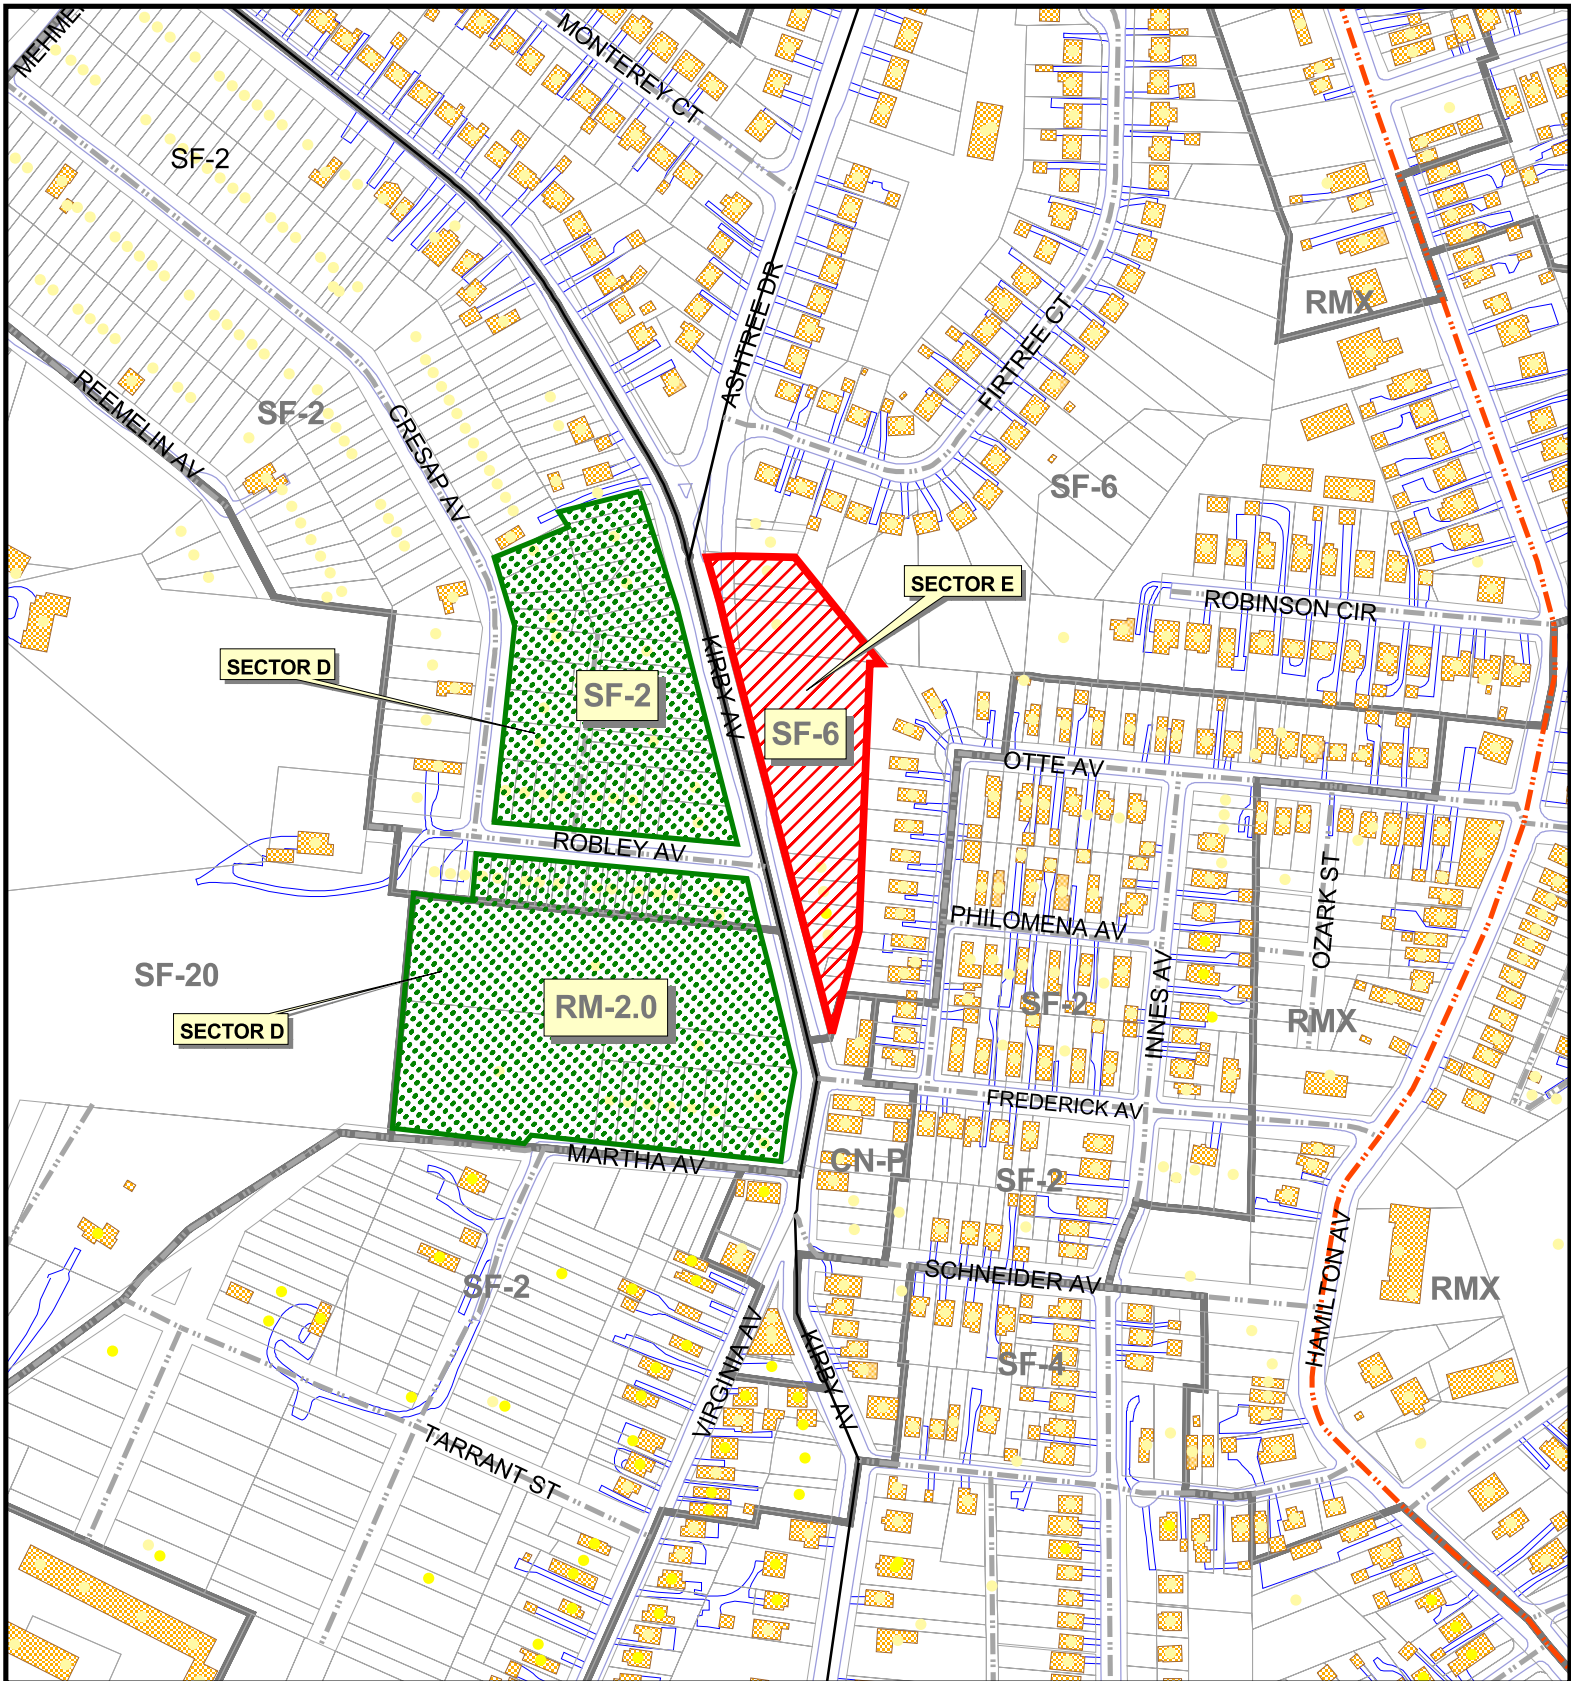 MONTEREY CT
SF-2
ASHTREE DR
FIRTREE CT
RMX
REEMELIN AV
SF-2
CRESAP AV
SF-6
SECTOR E
ROBINSON CIR
SECTOR D
SF-2
KIRBY AV
SF-6
OTTE AV
ROBLEY AV
OZARK ST
PHILOMENA AV
SF-20
RM-2.0
SF-2
INNES AV
RMX
SECTOR D
FREDERICK AV
MARTHA AV
CN-P
SF-2
SF-2
SCHNEIDER AV
HAMILTON AV
RMX
VIRGINIA AV
KIRBY AV
SF-4
TARRANT ST